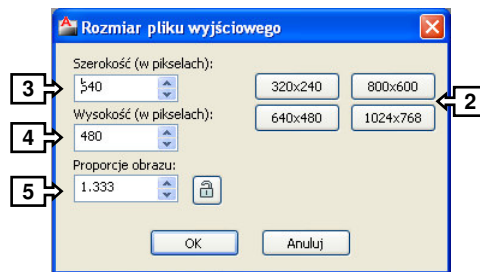 Rozmiar pliku wyjściowego
Szerokość (w pikselach):
3
640
320x240
800x600
2
Wysokość (w pikselach):
640x480
1024x768
4
480
Proporcje obrazu:
5
1.333
OK
Anuluj